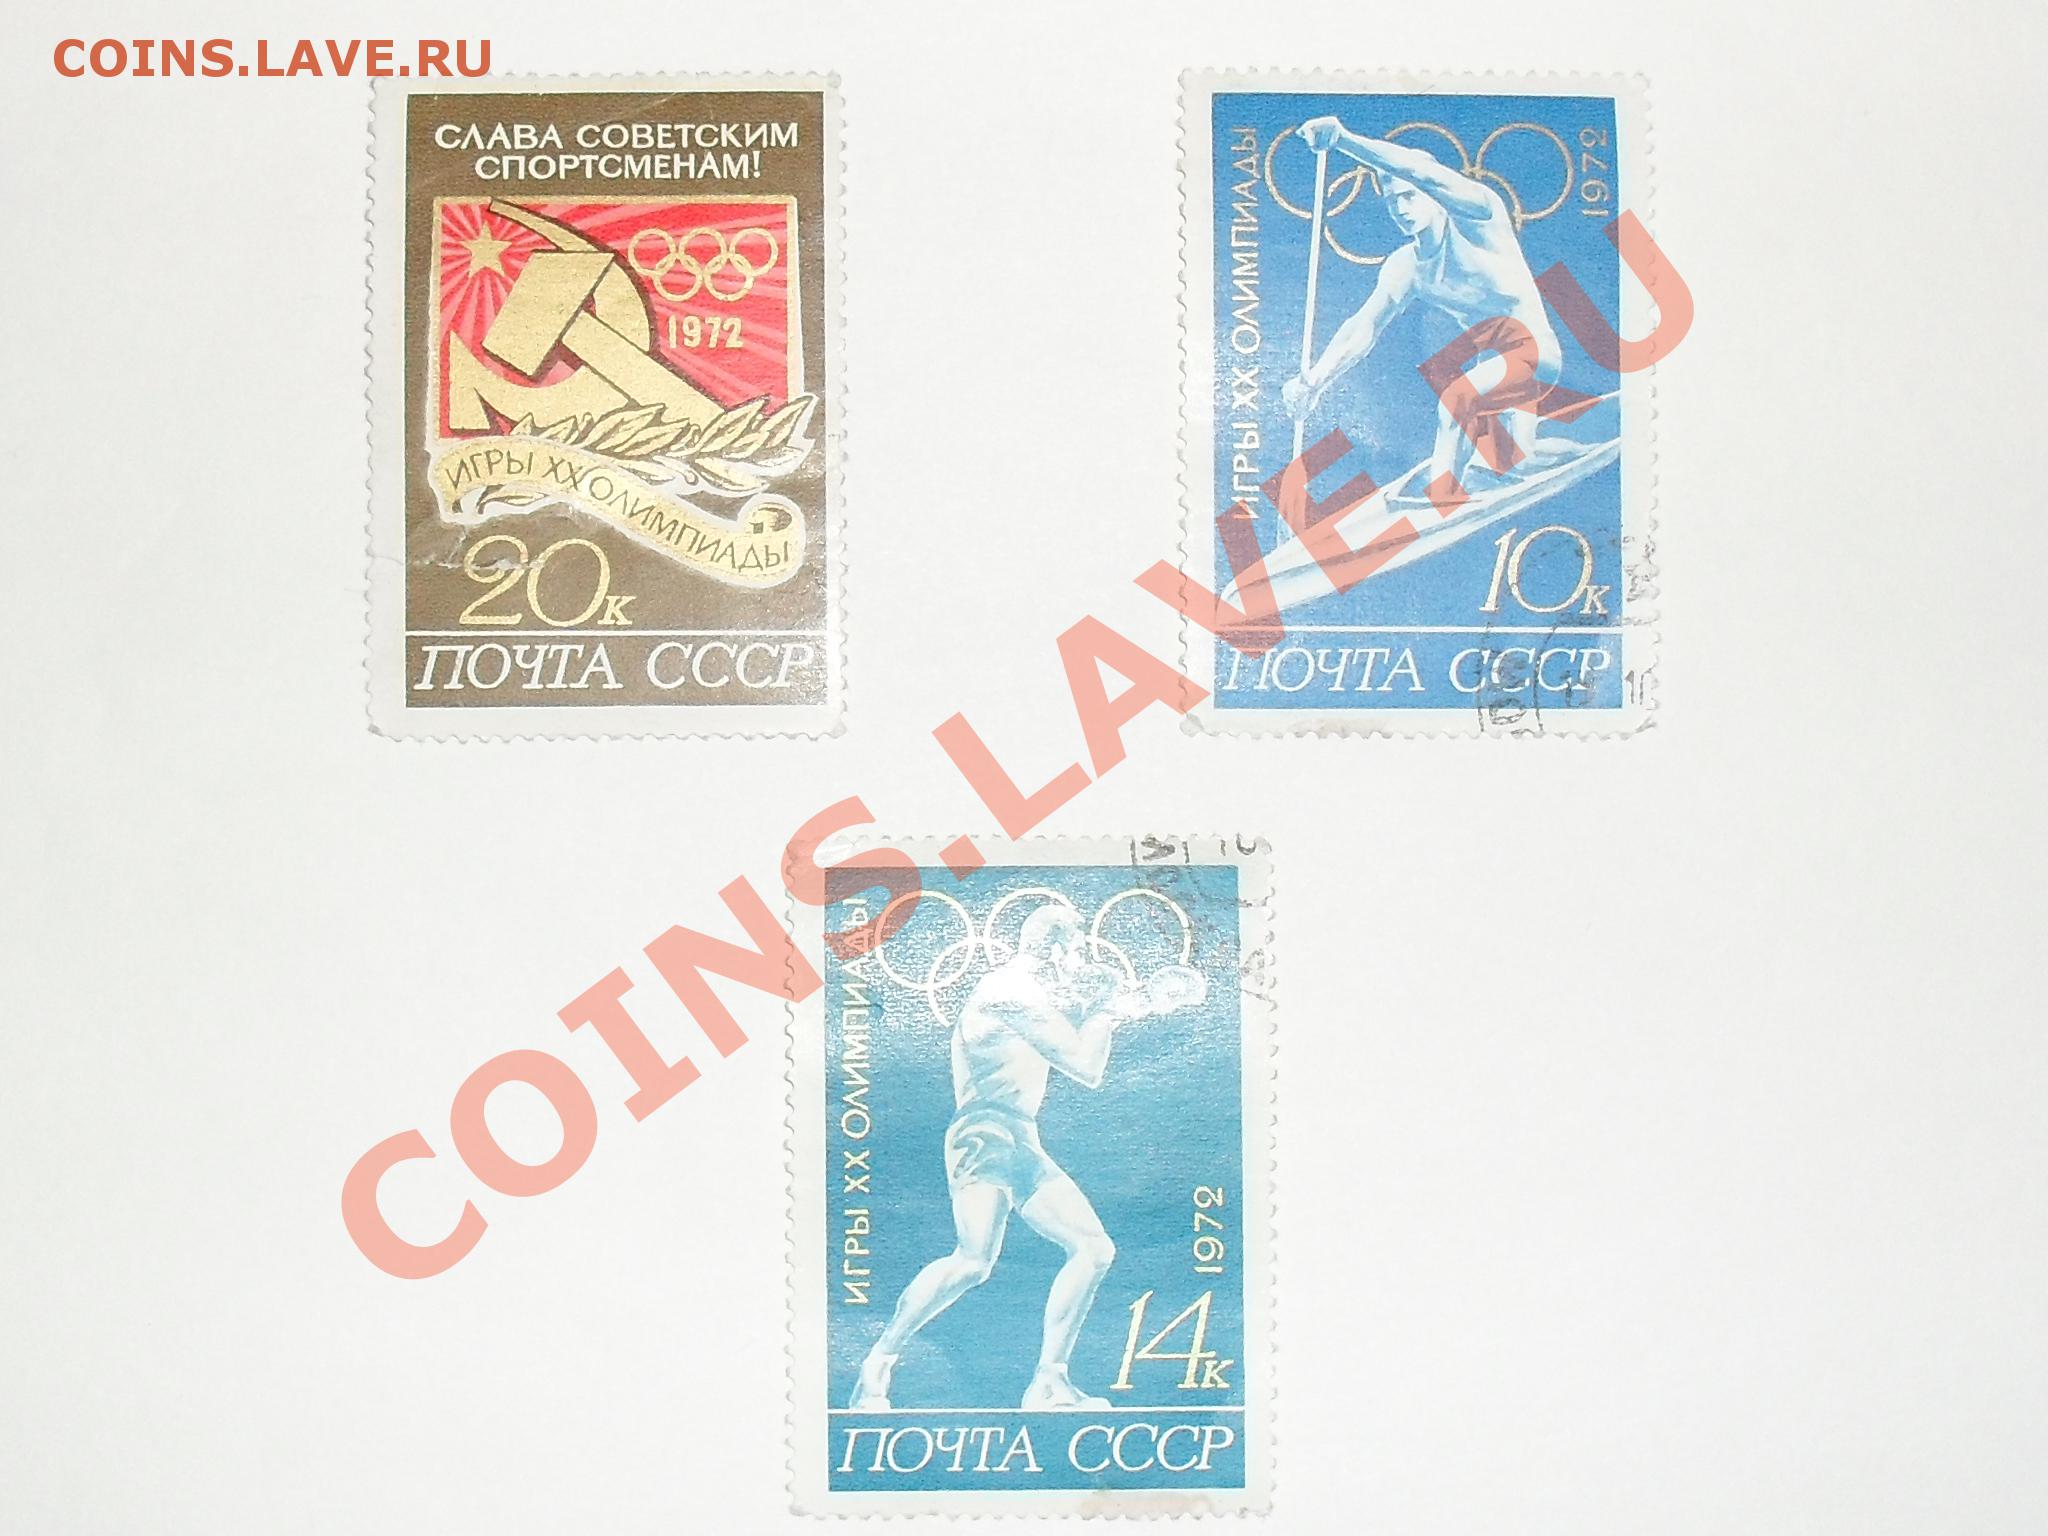 COINS.LAVE.RU
СЛАВА СОВЕТСКИМ
СПОРТСМЕНАМ!
1972
ИГРЫ XX ОЛИМПИАДЫ
20к
ПОЧТА СССР
ИГРЫ XX ОЛИМПИАДЫ
1972
10к
ПОЧТА СССР
COINS.LAVE.RU
ИГРЫ XX ОЛИМПИАДЫ
1972
14к
ПОЧТА СССР